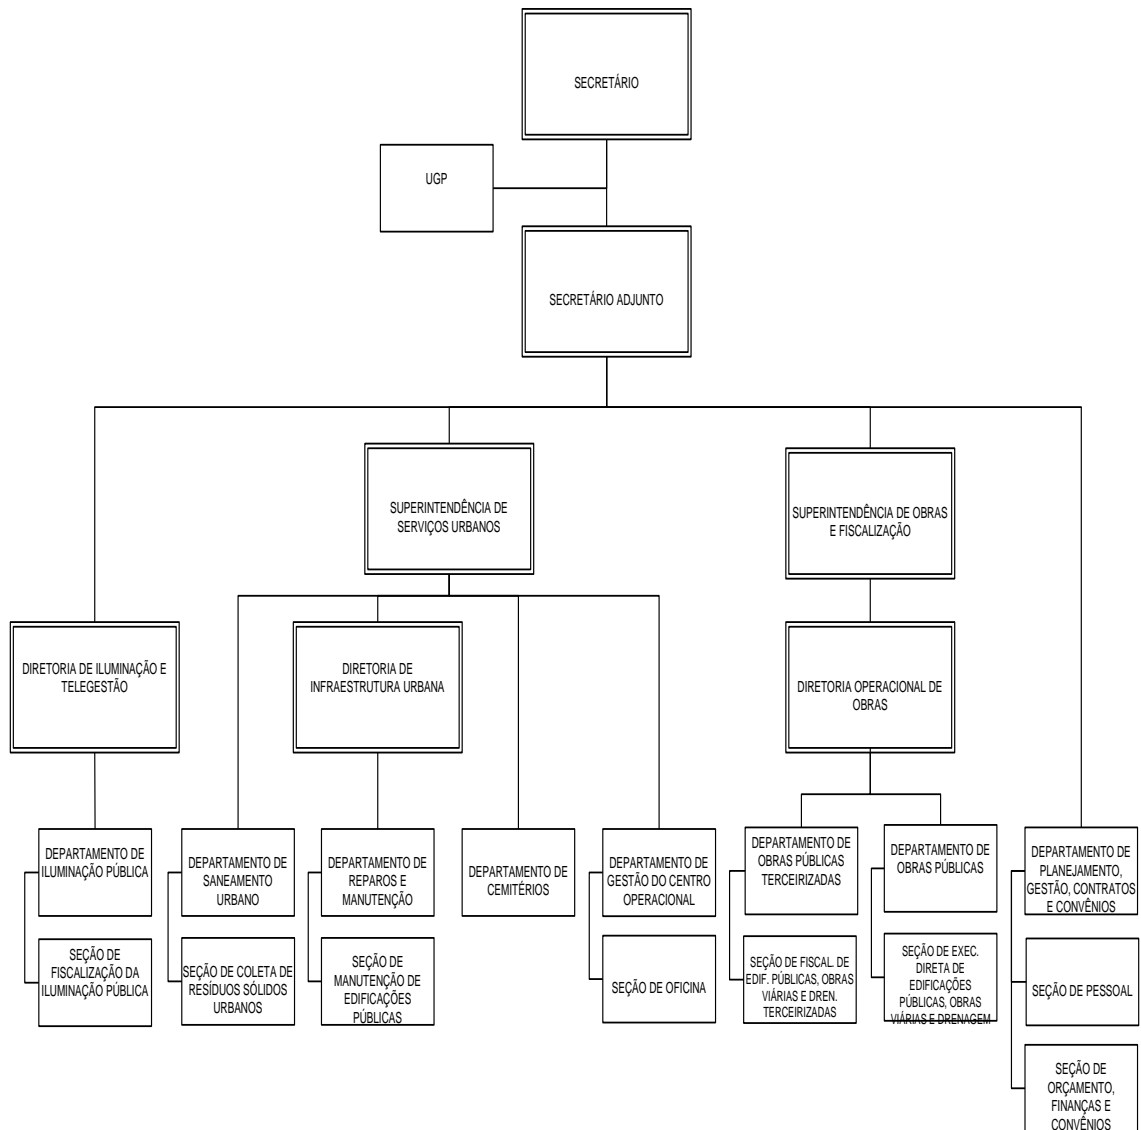 SECRETÁRIO
UGP
SECRETÁRIO ADJUNTO
SUPERINTENDÊNCIA DE
SERVIÇOS URBANOS
SUPERINTENDÊNCIA DE OBRAS
E FISCALIZAÇÃO
DIRETORIA DE ILUMINAÇÃO E
TELEGESTÃO
DIRETORIA DE
INFRAESTRUTURA URBANA
DIRETORIA OPERACIONAL DE
OBRAS
DEPARTAMENTO DE
ILUMINAÇÃO PÚBLICA
DEPARTAMENTO DE
SANEAMENTO
URBANO
DEPARTAMENTO DE
REPAROS E
MANUTENÇÃO
DEPARTAMENTO DE
CEMITÉRIOS
DEPARTAMENTO DE
GESTÃO DO CENTRO
OPERACIONAL
DEPARTAMENTO DE
OBRAS PÚBLICAS
TERCEIRIZADAS
DEPARTAMENTO DE
OBRAS PÚBLICAS
DEPARTAMENTO DE
PLANEJAMENTO,
GESTÃO, CONTRATOS
E CONVÊNIOS
SEÇÃO DE
FISCALIZAÇÃO DA
ILUMINAÇÃO PÚBLICA
SEÇÃO DE COLETA DE
RESÍDUOS SÓLIDOS
URBANOS
SEÇÃO DE
MANUTENÇÃO DE
EDIFICAÇÕES
PÚBLICAS
SEÇÃO DE OFICINA
SEÇÃO DE FISCAL. DE
EDIF. PÚBLICAS, OBRAS
VIÁRIAS E DREN.
TERCEIRIZADAS
SEÇÃO DE EXEC.
DIRETA DE
EDIFICAÇÕES
PÚBLICAS, OBRAS
VIÁRIAS E DRENAGEM
SEÇÃO DE PESSOAL
SEÇÃO DE
ORÇAMENTO,
FINANÇAS E
CONVÊNIOS